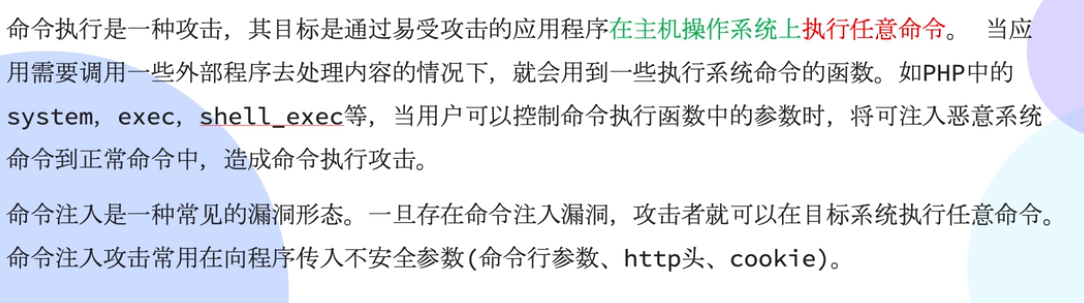 命令执行是一种攻击，其目标是通过易受攻击的应用程序在主机操作系统上执行任意命令。 当应
用需要调用一些外部程序去处理内容的情况下，就会用到一些执行系统命令的函数。如PHP中的
system，exec，shell_exec等，当用户可以控制命令执行函数中的参数时，将可注入恶意系统
命令到正常命令中，造成命令执行攻击。
命令注入是一种常见的漏洞形态。一旦存在命令注入漏洞，攻击者就可以在目标系统执行任意命令。
命令注入攻击常用在向程序传入不安全参数(命令行参数、http头、cookie)。